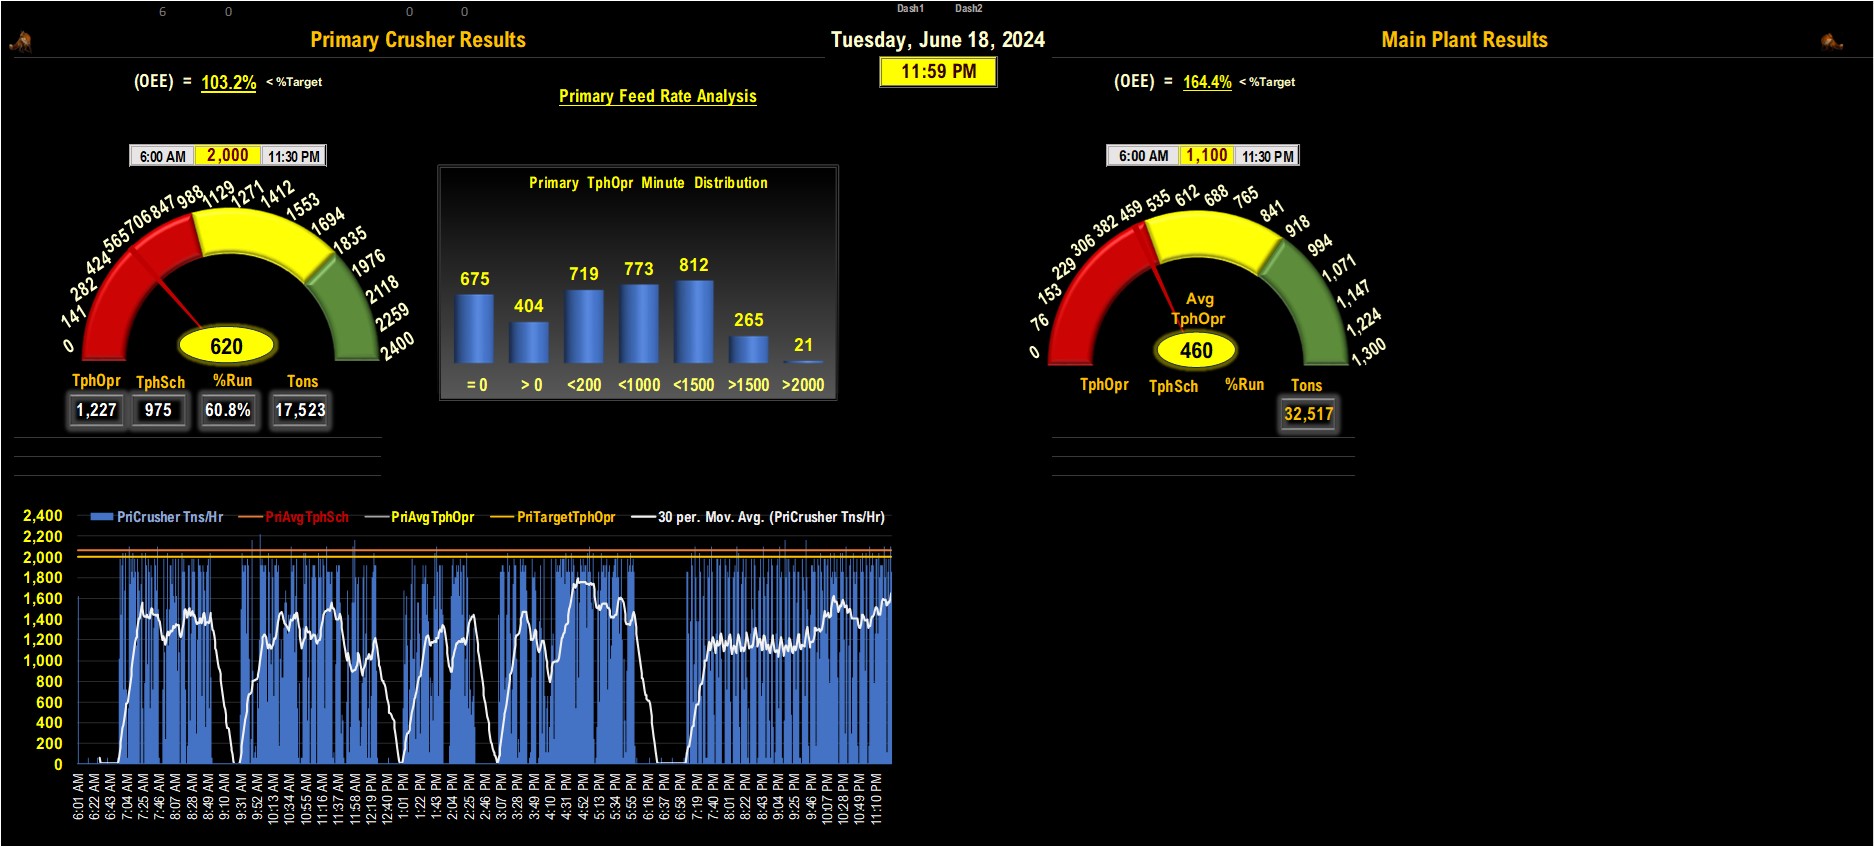 6 0 0 0 Dash1 Dash2
Primary Crusher Results
Tuesday, June 18, 2024
Main Plant Results
11:59 PM
(OEE) = 103.2% < %Target
Primary Feed Rate Analysis
(OEE) = 164.4% < %Target
6:00 AM 2,000 11:30 PM
0
141
282
424
565
706
847
988
1129
1271
1412
1553
1694
1835
1976
2118
2259
2400
620
TphOpr TphSch %Run Tons
1,227 975 60.8% 17,523
Primary TphOpr Minute Distribution
675 404 719 773 812 265 21
= 0 > 0 <200 <1000 <1500 >1500 >2000
6:00 AM 1,100 11:30 PM
0
76
153
229
306
382
459
535
612
688
765
841
918
994
1,071
1,147
1,224
1,300
Avg
TphOpr
460
TphOpr TphSch %Run Tons
32,517
PriCrusher Tns/Hr PriAvgTphSch PriAvgTphOpr PriTargetTphOpr 30 per. Mov. Avg. (PriCrusher Tns/Hr)
2,400
2,200
2,000
1,800
1,600
1,400
1,200
1,000
800
600
400
200
0
6:01 AM
6:22 AM
6:43 AM
7:04 AM
7:25 AM
7:46 AM
8:07 AM
8:28 AM
8:49 AM
9:10 AM
9:31 AM
9:52 AM
10:13 AM
10:34 AM
10:55 AM
11:16 AM
11:37 AM
11:58 AM
12:19 PM
12:40 PM
1:01 PM
1:22 PM
1:43 PM
2:04 PM
2:25 PM
2:46 PM
3:07 PM
3:28 PM
3:49 PM
4:10 PM
4:31 PM
4:52 PM
5:13 PM
5:34 PM
5:55 PM
6:16 PM
6:37 PM
6:58 PM
7:19 PM
7:40 PM
8:01 PM
8:22 PM
8:43 PM
9:04 PM
9:25 PM
9:46 PM
10:07 PM
10:28 PM
10:49 PM
11:10 PM